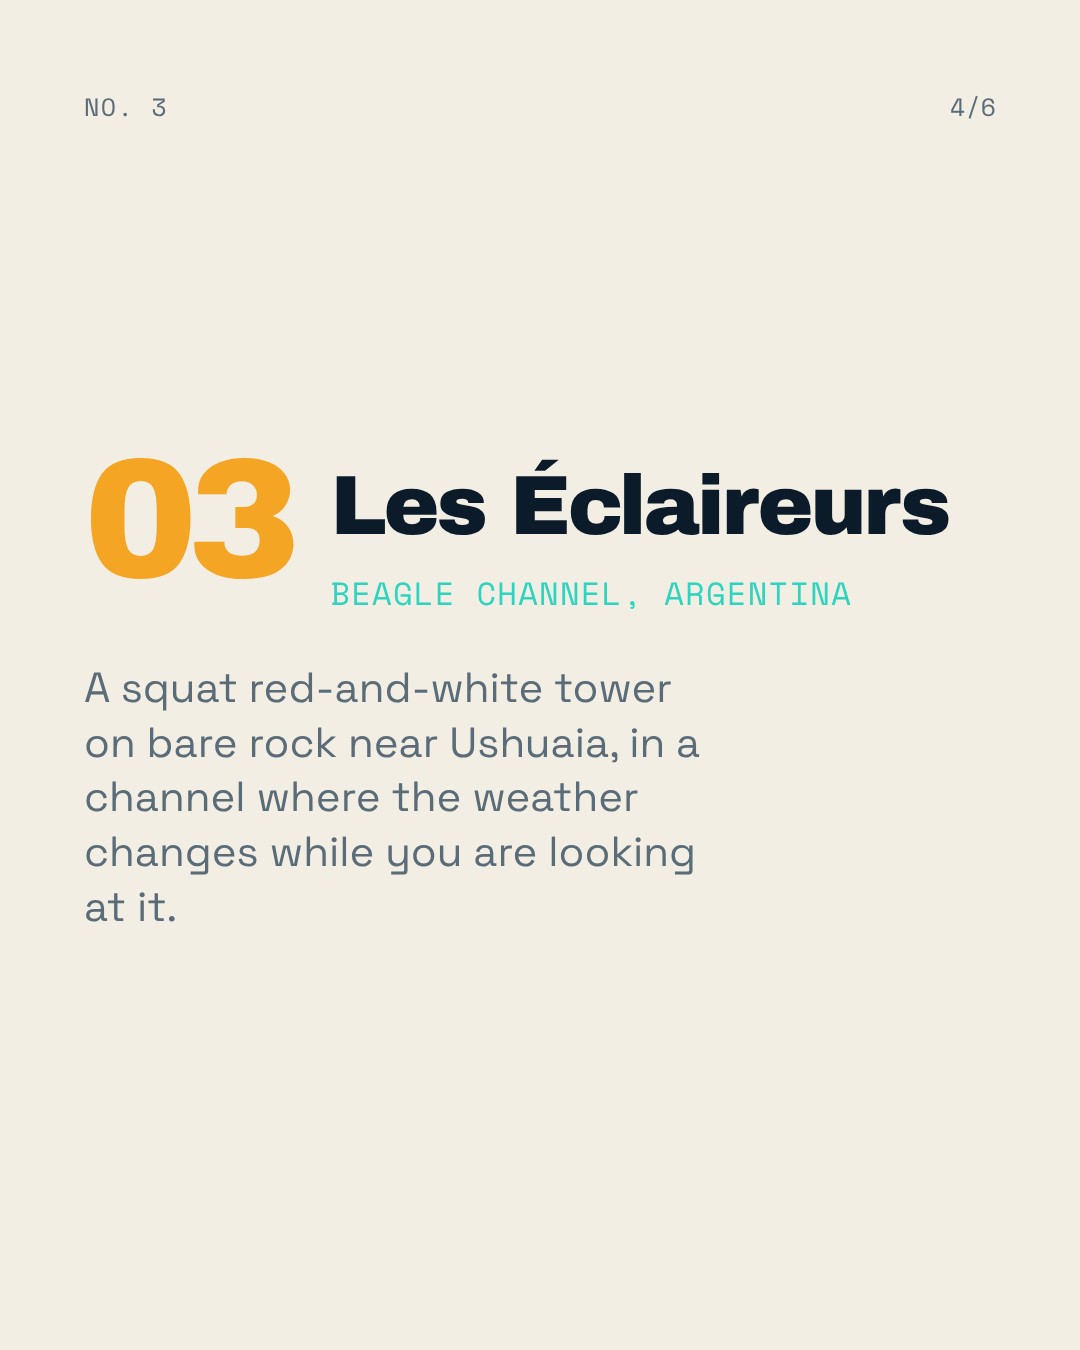 NO. 3
4/6
03
Les Éclaireurs
BEAGLE CHANNEL, ARGENTINA
A squat red-and-white tower
on bare rock near Ushuaia, in a
channel where the weather
changes while you are looking
at it.